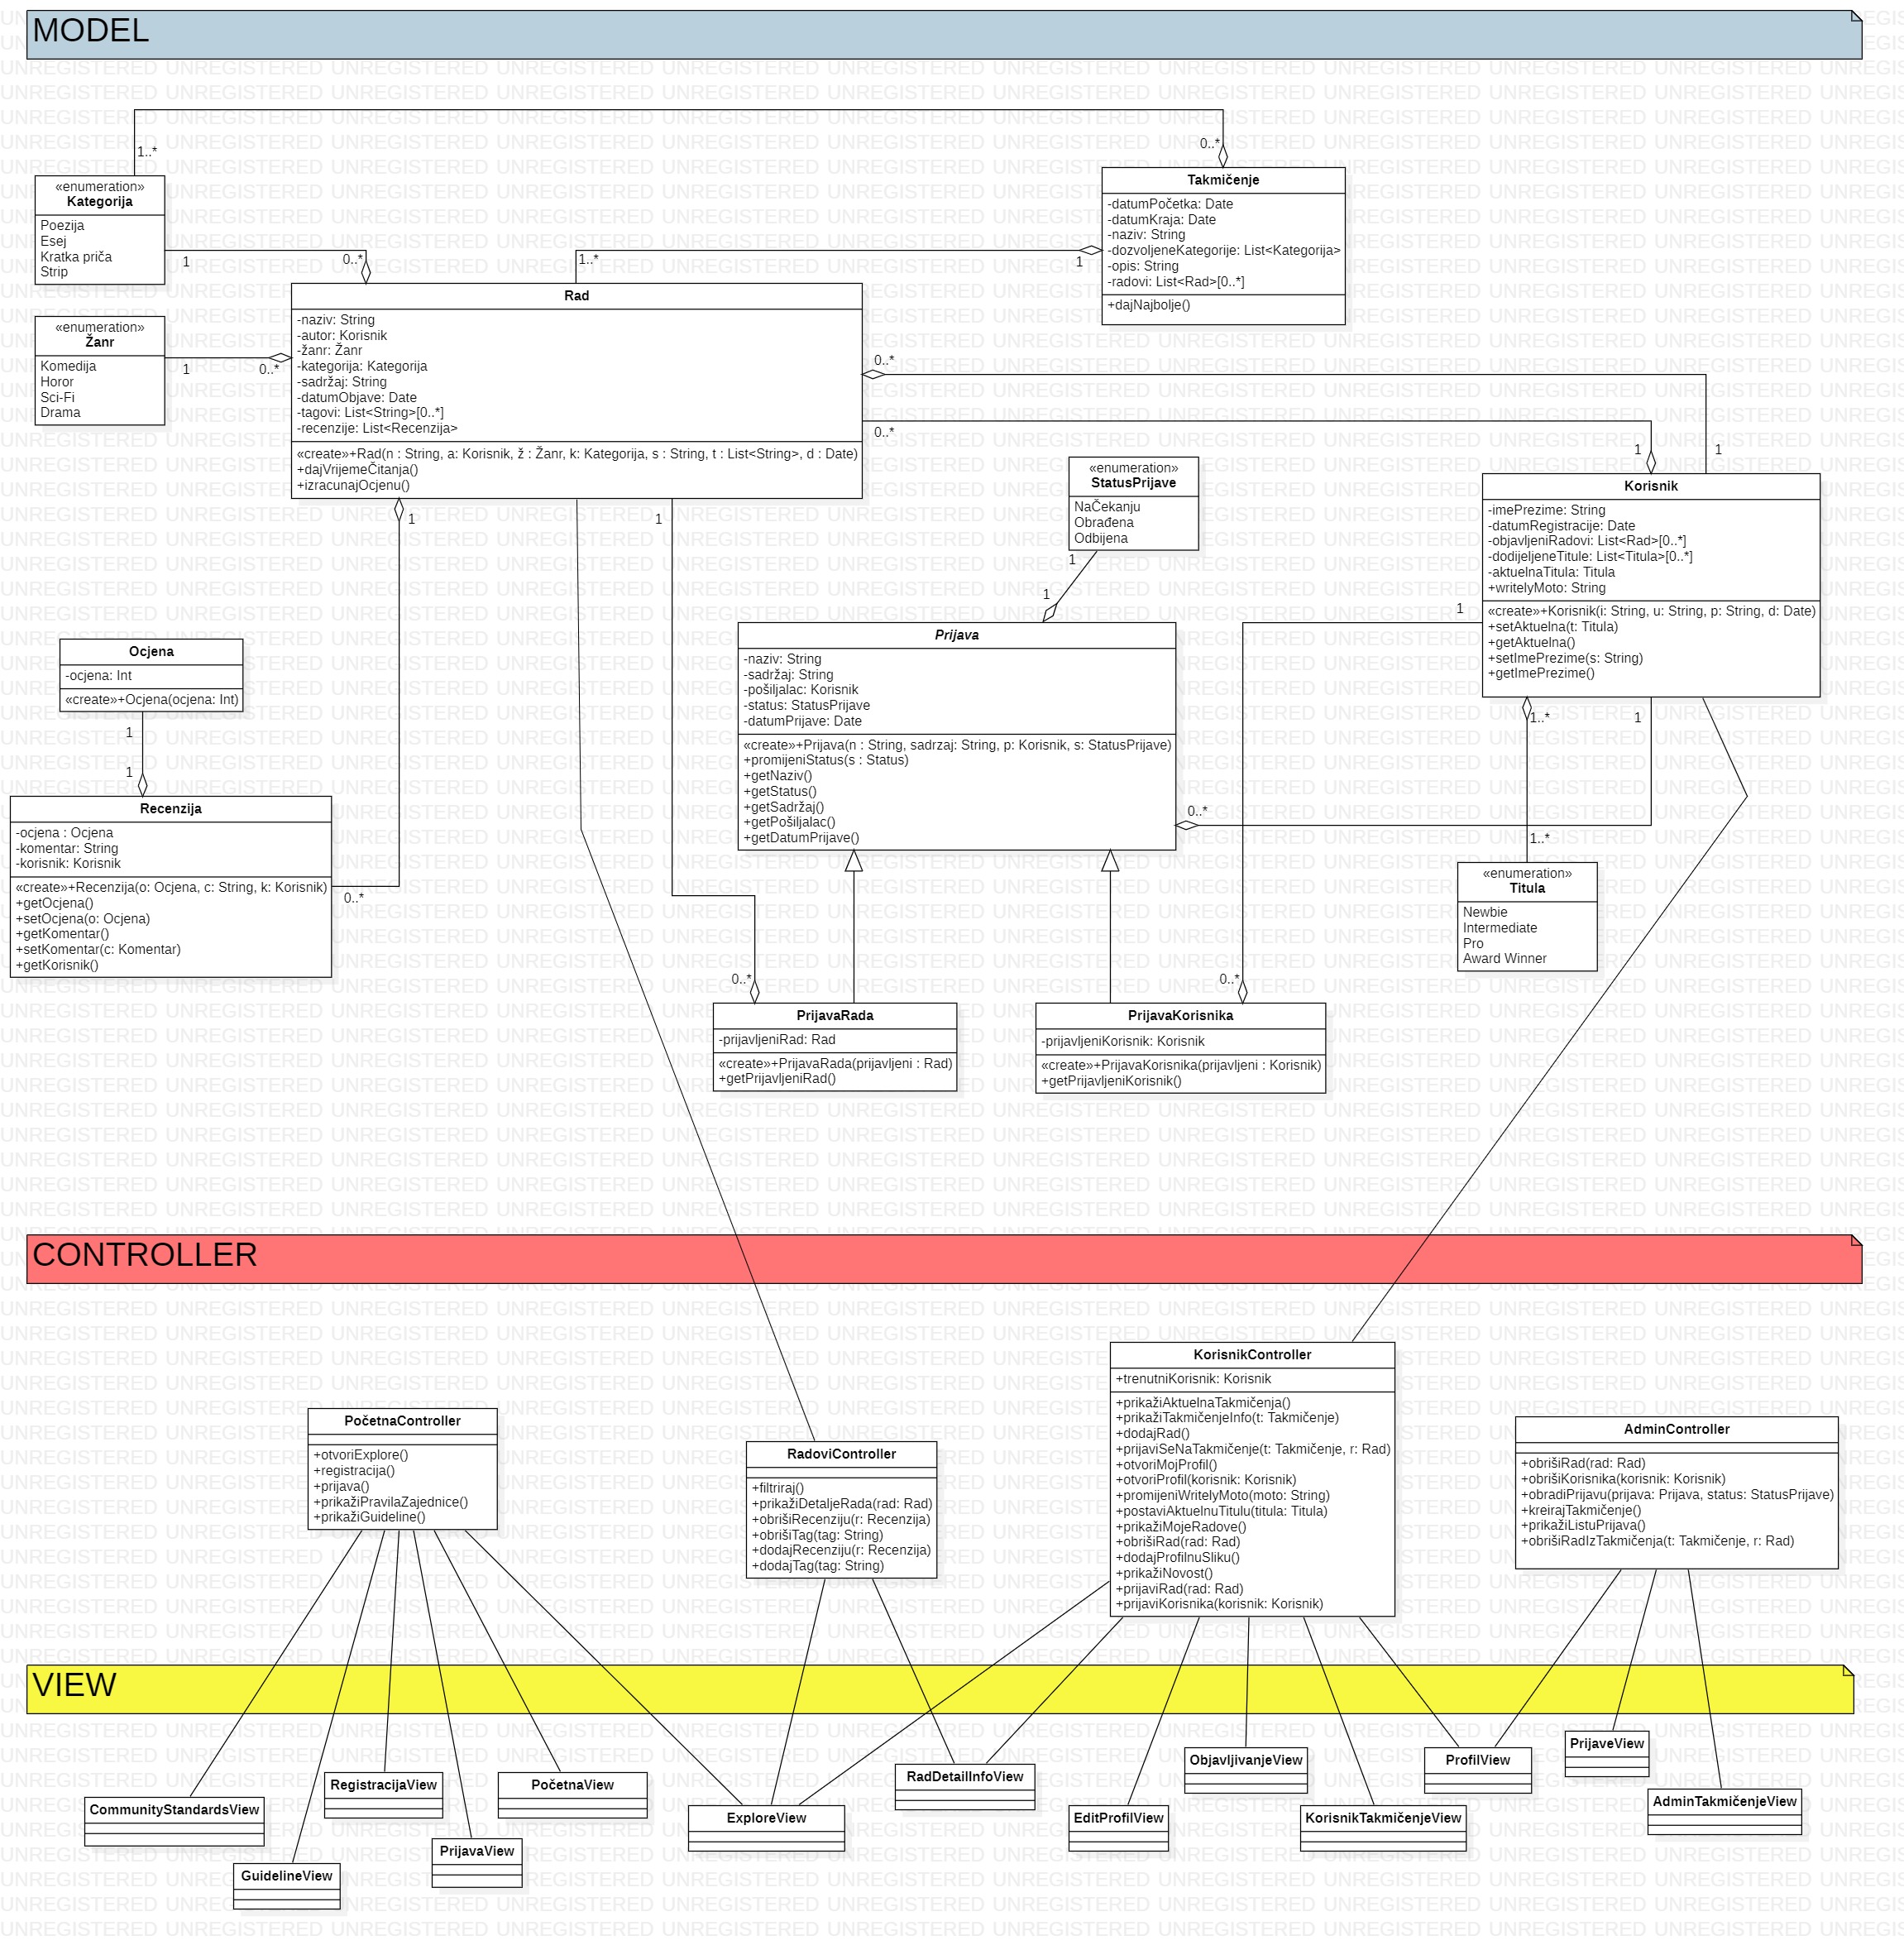 MODEL
1..*
0..*
«enumeration»
Kategorija
Poezija
Esej
Kratka priča
Strip
1
0..*
Takmičenje
-datumPočetka: Date
-datumKraja: Date
-naziv: String
-dozvoljeneKategorije: List<Kategorija>
-opis: String
-radovi: List<Rad>[0..*]
+dajNajbolje()
1..*
1
«enumeration»
Žanr
Komedija
Horor
Sci-Fi
Drama
1
0..*
Rad
-naziv: String
-autor: Korisnik
-žanr: Žanr
-kategorija: Kategorija
-sadržaj: String
-datumObjave: Date
-tagovi: List<String>[0..*]
-recenzije: List<Recenzija>
«create»+Rad(n : String, a: Korisnik, ž : Žanr, k: Kategorija, s : String, t : List<String>, d : Date)
+dajVrijemeČitanja()
+izracunajOcjenu()
0..*
0..*
1
1
1
1
«enumeration»
StatusPrijave
NaČekanju
Obrađena
Odbijena
1
1
Korisnik
-imePrezime: String
-datumRegistracije: Date
-objavljeniRadovi: List<Rad>[0..*]
-dodijeljeneTitule: List<Titula>[0..*]
-aktuelnaTitula: Titula
+writelyMoto: String
«create»+Korisnik(i: String, u: String, p: String, d: Date)
+setAktuelna(t: Titula)
+getAktuelna()
+setImePrezime(s: String)
+getImePrezime()
1
1..*
1
Ocjena
-ocjena: Int
«create»+Ocjena(ocjena: Int)
1
1
Prijava
-naziv: String
-sadržaj: String
-pošiljalac: Korisnik
-status: StatusPrijave
-datumPrijave: Date
«create»+Prijava(n : String, sadrzaj: String, p: Korisnik, s: StatusPrijave)
+promijeniStatus(s : Status)
+getNaziv()
+getStatus()
+getSadržaj()
+getPošiljalac()
+getDatumPrijave()
0..*
1..*
Recenzija
-ocjena : Ocjena
-komentar: String
-korisnik: Korisnik
«create»+Recenzija(o: Ocjena, c: String, k: Korisnik)
+getOcjena()
+setOcjena(o: Ocjena)
+getKomentar()
+setKomentar(c: Komentar)
+getKorisnik()
0..*
«enumeration»
Titula
Newbie
Intermediate
Pro
Award Winner
0..*
0..*
PrijavaRada
-prijavljeniRad: Rad
«create»+PrijavaRada(prijavljeni : Rad)
+getPrijavljeniRad()
PrijavaKorisnika
-prijavljeniKorisnik: Korisnik
«create»+PrijavaKorisnika(prijavljeni : Korisnik)
+getPrijavljeniKorisnik()
CONTROLLER
PočetnaController
+otvoriExplore()
+registracija()
+prijava()
+prikažiPravilaZajednice()
+prikažiGuideline()
RadoviController
+filtriraj()
+prikažiDetaljeRada(rad: Rad)
+obrišiRecenziju(r: Recenzija)
+obrišiTag(tag: String)
+dodajRecenziju(r: Recenzija)
+dodajTag(tag: String)
KorisnikController
+trenutniKorisnik: Korisnik
+prikažiAktuelnaTakmičenja()
+prikažiTakmičenjeInfo(t: Takmičenje)
+dodajRad()
+prijaviSeNaTakmičenje(t: Takmičenje, r: Rad)
+otvoriMojProfil()
+otvoriProfil(korisnik: Korisnik)
+promijeniWritelyMoto(moto: String)
+postaviAktuelnuTitulu(titula: Titula)
+prikažiMojeRadove()
+obrišiRad(rad: Rad)
+dodajProfilnuSliku()
+prikažiNovost()
+prijaviRad(rad: Rad)
+prijaviKorisnika(korisnik: Korisnik)
AdminController
+obrišiRad(rad: Rad)
+obrišiKorisnika(korisnik: Korisnik)
+obradiPrijavu(prijava: Prijava, status: StatusPrijave)
+kreirajTakmičenje()
+prikažiListuPrijava()
+obrišiRadIzTakmičenja(t: Takmičenje, r: Rad)
VIEW
CommunityStandardsView
GuidelineView
RegistracijaView
PrijavaView
PočetnaView
ExploreView
RadDetailInfoView
EditProfilView
ObjavljivanjeView
KorisnikTakmičenjeView
ProfilView
PrijaveView
AdminTakmičenjeView
UNREGISTERED